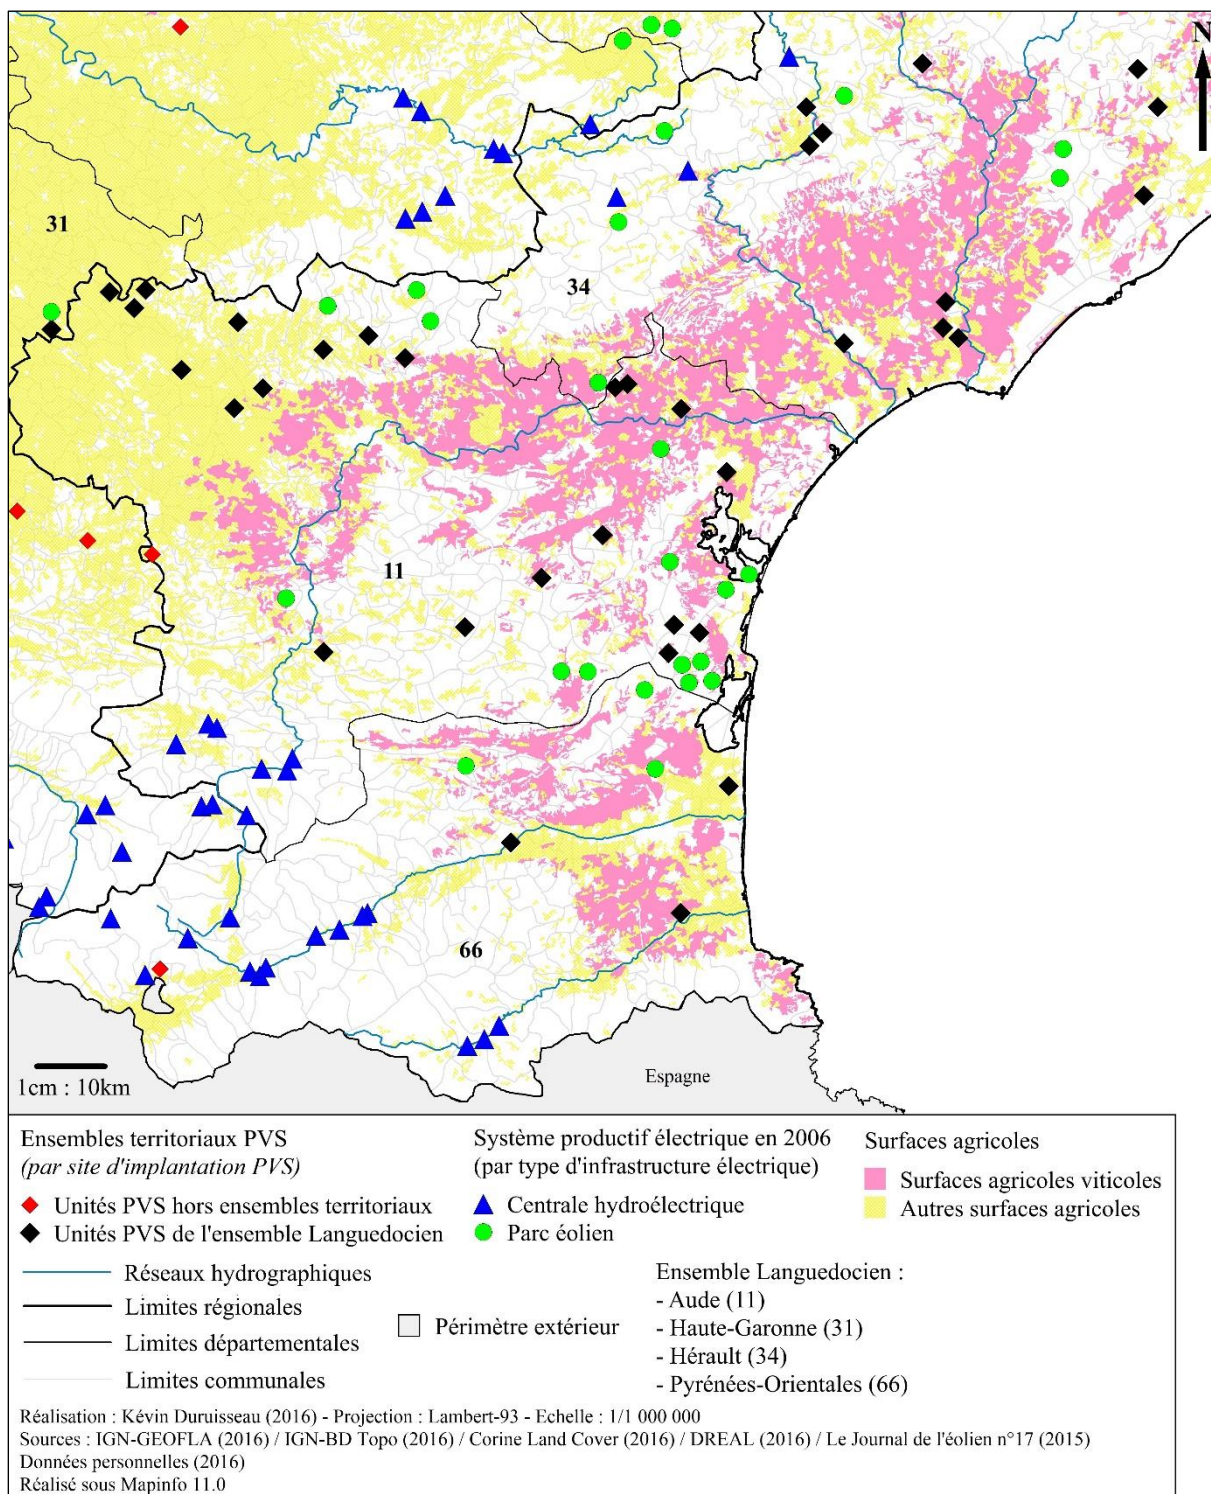 N
31
34
11
66
Espagne
1cm : 10km
Ensembles territoriaux PVS
(par site d'implantation PVS)
Unités PVS hors ensembles territoriaux
Unités PVS de l'ensemble Languedocien
Système productif électrique en 2006
(par type d'infrastructure électrique)
Centrale hydroélectrique
Parc éolien
Surfaces agricoles
Surfaces agricoles viticoles
Autres surfaces agricoles
Réseaux hydrographiques
Limites régionales
Limites départementales
Limites communales
Périmètre extérieur
Ensemble Languedocien :
- Aude (11)
- Haute-Garonne (31)
- Hérault (34)
- Pyrénées-Orientales (66)
Réalisation : Kévin Duruisseau (2016) - Projection : Lambert-93 - Echelle : 1/1 000 000
Sources : IGN-GEOFLA (2016) / IGN-BD Topo (2016) / Corine Land Cover (2016) / DREAL (2016) / Le Journal de l'éolien n°17 (2015)
Données personnelles (2016)
Réalisé sous Mapinfo 11.0